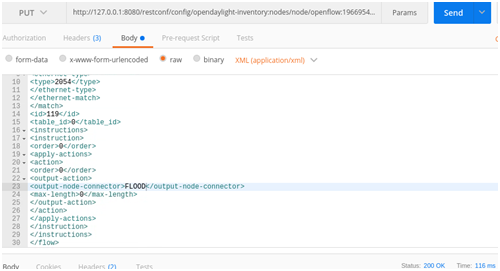 PUT http://127.0.0.1:8080/restconf/config/opendaylight-inventory:nodes/node/openflow:1966954... Params Send
Authorization Headers (3) Body Pre-request Script Tests
form-data x-www-form-urlencoded raw binary XML (application/xml)
10 <type>2054</type>
11 </ethernet-type>
12 </ethernet-match>
13 </match>
14 <id>119</id>
15 <table_id>0</table_id>
16 <instructions>
17 <instruction>
18 <order>0</order>
19 <apply-actions>
20 <action>
21 <order>0</order>
22 <output-action>
23 <output-node-connector>FLOOD</output-node-connector>
24 <max-length>0</max-length>
25 </output-action>
26 </action>
27 </apply-actions>
28 </instruction>
29 </instructions>
30 </flow>
Body Cookies Headers (2) Tests Status: 200 OK Time: 116 ms